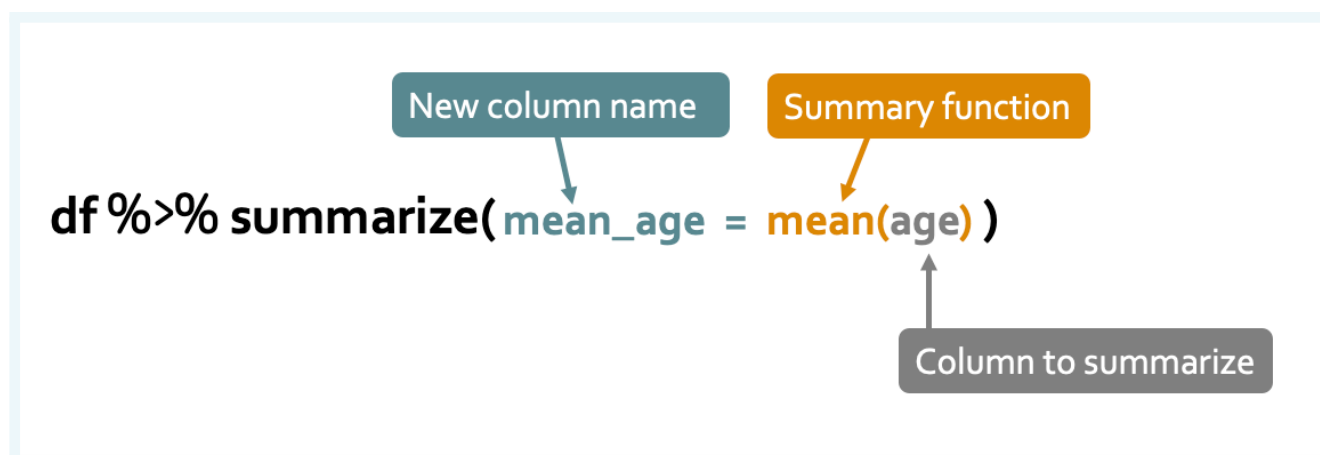 New column name
Summary function
df %>% summarize( mean_age = mean(age) )
Column to summarize